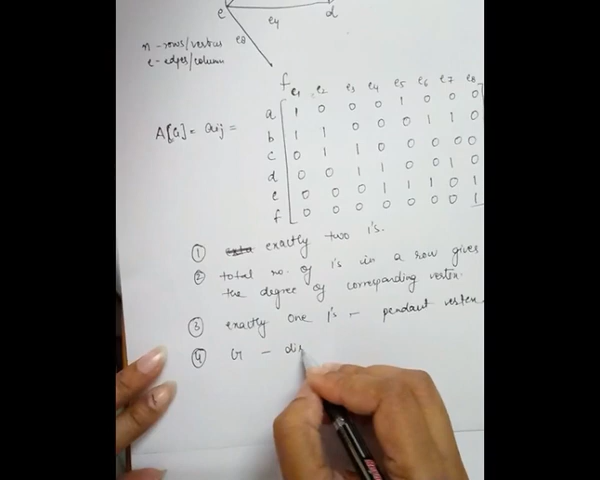 e e4 d
e8
n - rows/vertices
e - edges/column
f
e1 e2 e3 e4 e5 e6 e7 e8
a 1 0 0 0 1 0 0 0
A[G] = aij = b 1 1 0 0 0 1 1 0
c 0 1 1 0 0 0 0 0
d 0 0 1 1 0 0 1 0
e 0 0 0 1 1 1 0 1
f 0 0 0 0 0 0 0 1
① exactly two 1's.
② total no. of 1's in a row gives
the degree of correponding vertex.
③ exactly one 1's - pendant vertex.
④ G - dis